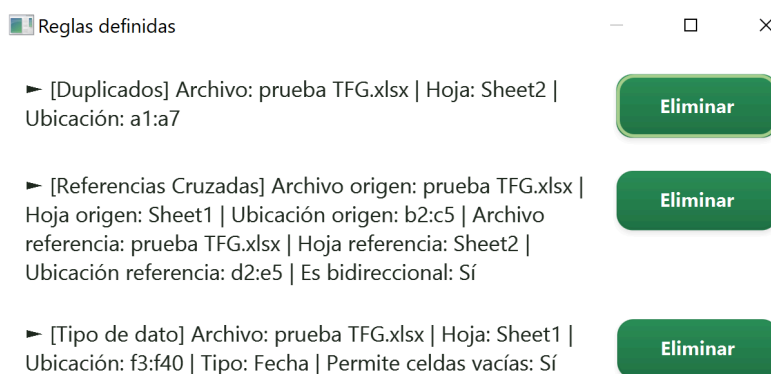 Reglas definidas
► [Duplicados] Archivo: prueba TFG.xlsx | Hoja: Sheet2 |
Ubicación: a1:a7
Eliminar
► [Referencias Cruzadas] Archivo origen: prueba TFG.xlsx |
Hoja origen: Sheet1 | Ubicación origen: b2:c5 | Archivo
referencia: prueba TFG.xlsx | Hoja referencia: Sheet2 |
Ubicación referencia: d2:e5 | Es bidireccional: Sí
Eliminar
► [Tipo de dato] Archivo: prueba TFG.xlsx | Hoja: Sheet1 |
Ubicación: f3:f40 | Tipo: Fecha | Permite celdas vacías: Sí
Eliminar